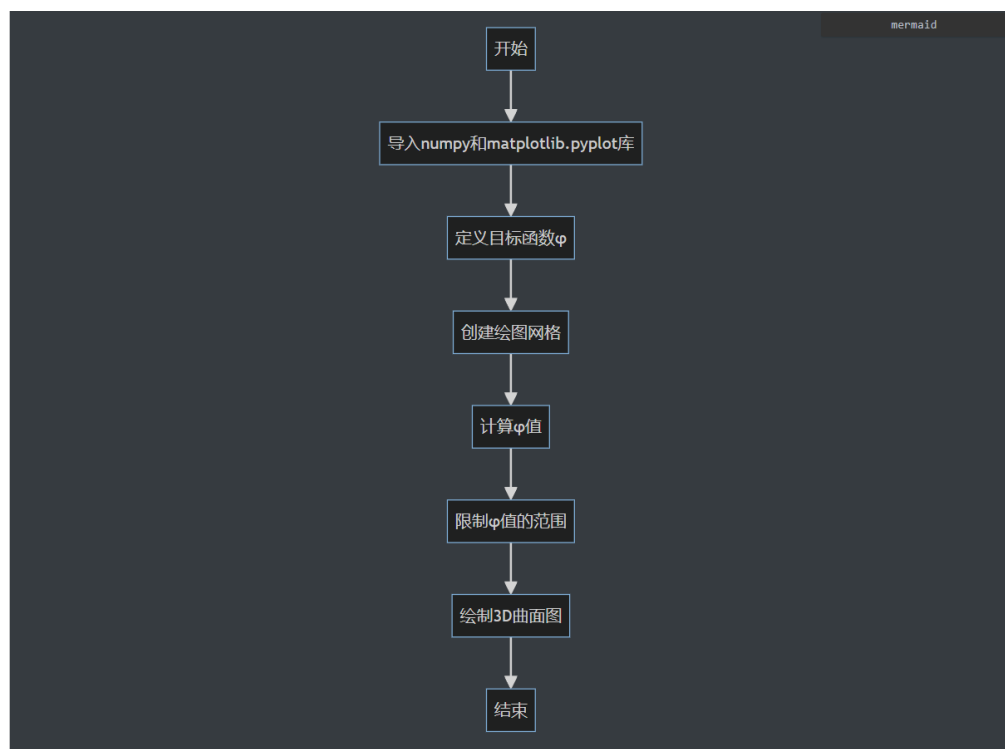 mermaid
开始
导入numpy和matplotlib.pyplot库
定义目标函数φ
创建绘图网格
计算φ值
限制φ值的范围
绘制3D曲面图
结束